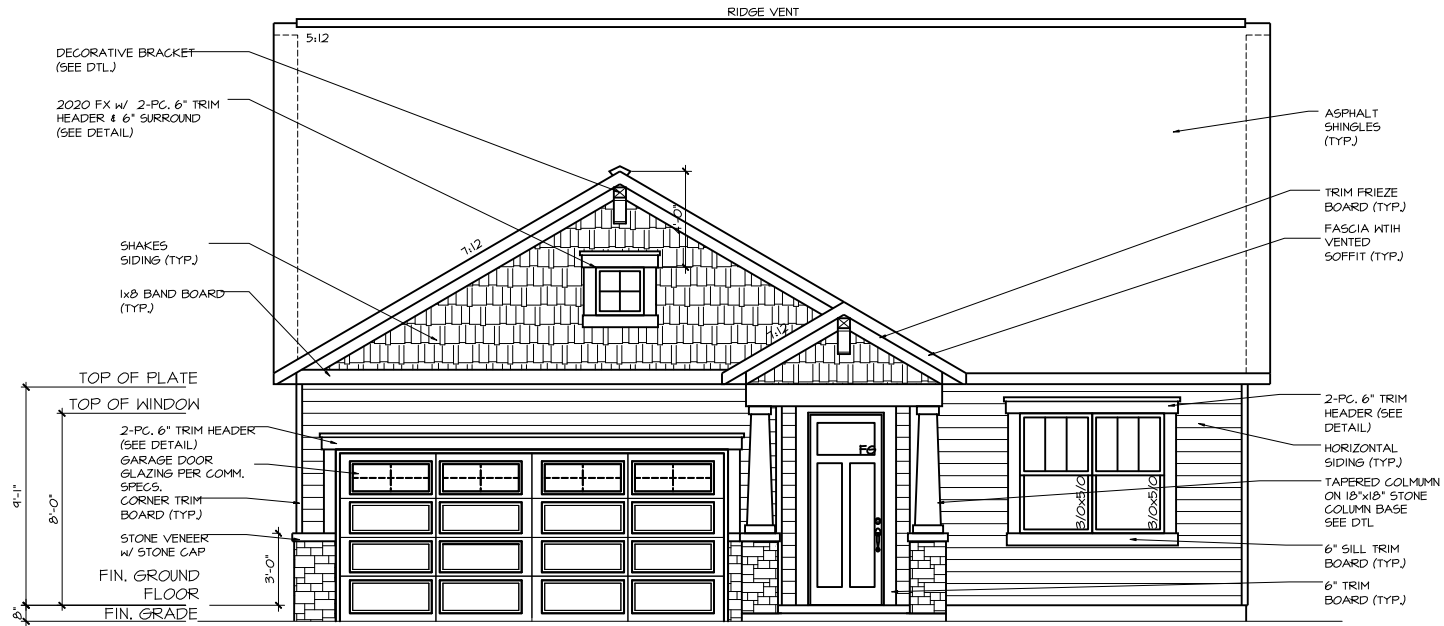 RIDGE VENT
5:12
DECORATIVE BRACKET
(SEE DTL.)
2020 FX W/ 2-PC. 6" TRIM
HEADER & 6" SURROUND
(SEE DETAIL)
SHAKES
SIDING (TYP.)
1x8 BAND BOARD
(TYP.)
TOP OF PLATE
TOP OF WINDOW
2-PC. 6" TRIM HEADER
(SEE DETAIL)
GARAGE DOOR
GLAZING PER COMM.
SPECS.
CORNER TRIM
BOARD (TYP.)
STONE VENEER
W/ STONE CAP
FIN. GROUND
FLOOR
FIN. GRADE
9'-1"
8'-0"
8"
3'-0"
7:12
7:12
FG
3/0x5/0
3/0x5/0
ASPHALT
SHINGLES
(TYP.)
TRIM FRIEZE
BOARD (TYP.)
FASCIA WTIH
VENTED
SOFFIT (TYP.)
2-PC. 6" TRIM
HEADER (SEE
DETAIL)
HORIZONTAL
SIDING (TYP.)
TAPERED COLMUMN
ON 18"x18" STONE
COLUMN BASE
SEE DTL
6" SILL TRIM
BOARD (TYP.)
6" TRIM
BOARD (TYP.)